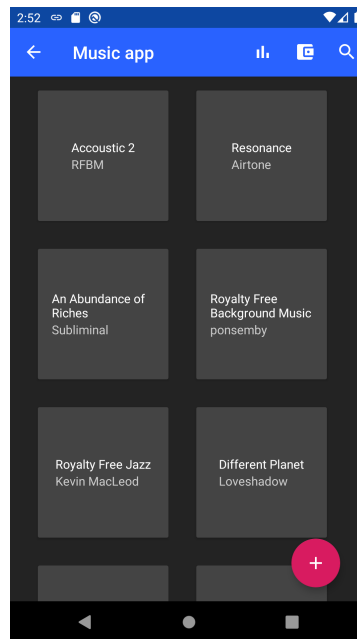 2:52
Music app
Accoustic 2
RFBM
Resonance
Airtone
An Abundance of
Riches
Subliminal
Royalty Free
Background Music
ponsemby
Royalty Free Jazz
Kevin MacLeod
Different Planet
Loveshadow